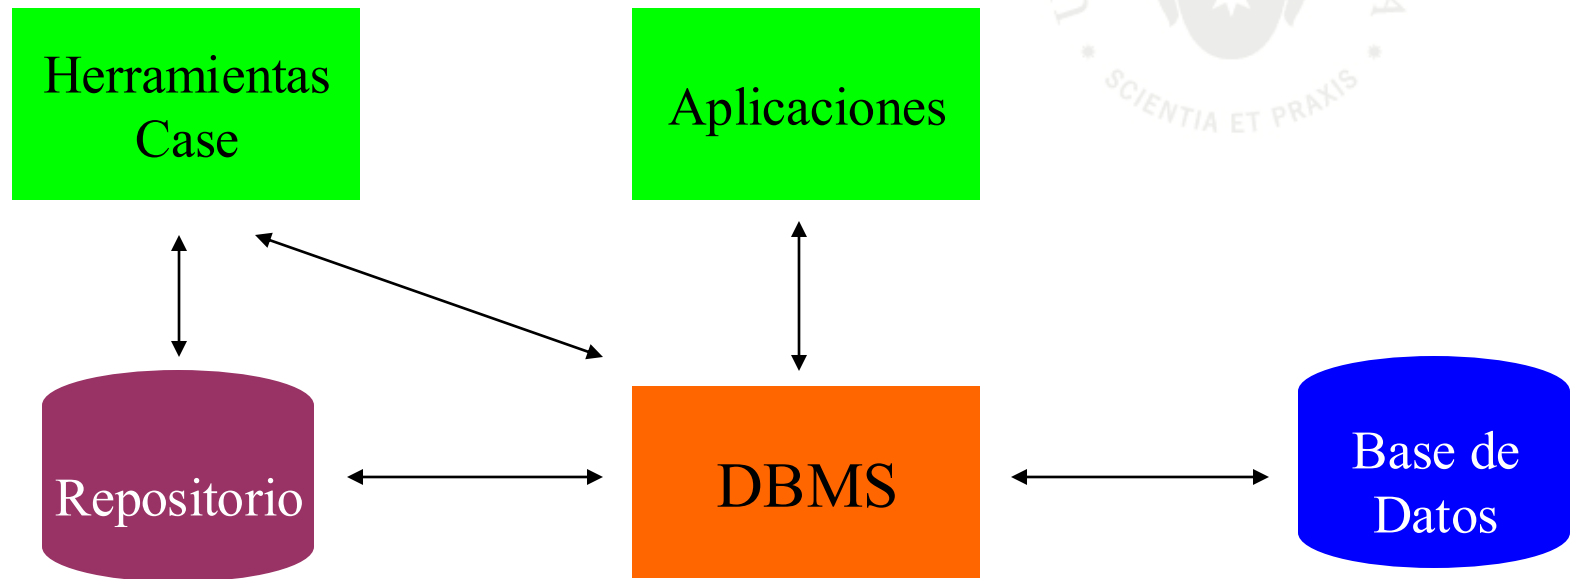 Herramientas
Case
Aplicaciones
SCIENTIA ET PRAXIS
Repositorio
DBMS
Base de
Datos